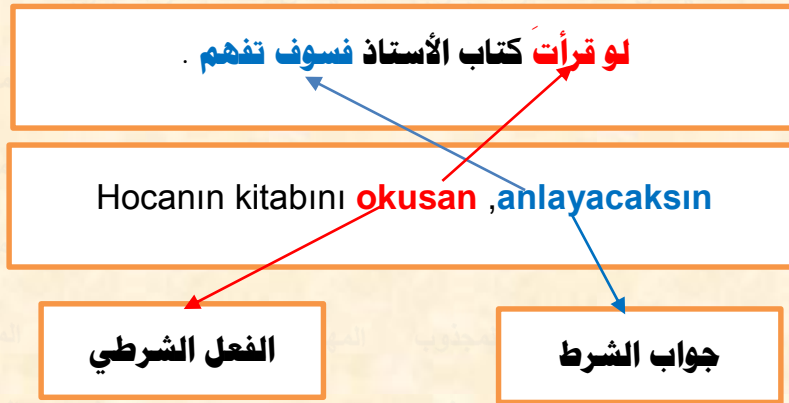 لو قرأتَ كتاب الأستاذ فسوف تفهم .
Hocanın kitabını okusan ,anlayacaksın
الفعل الشرطي
جواب الشرط